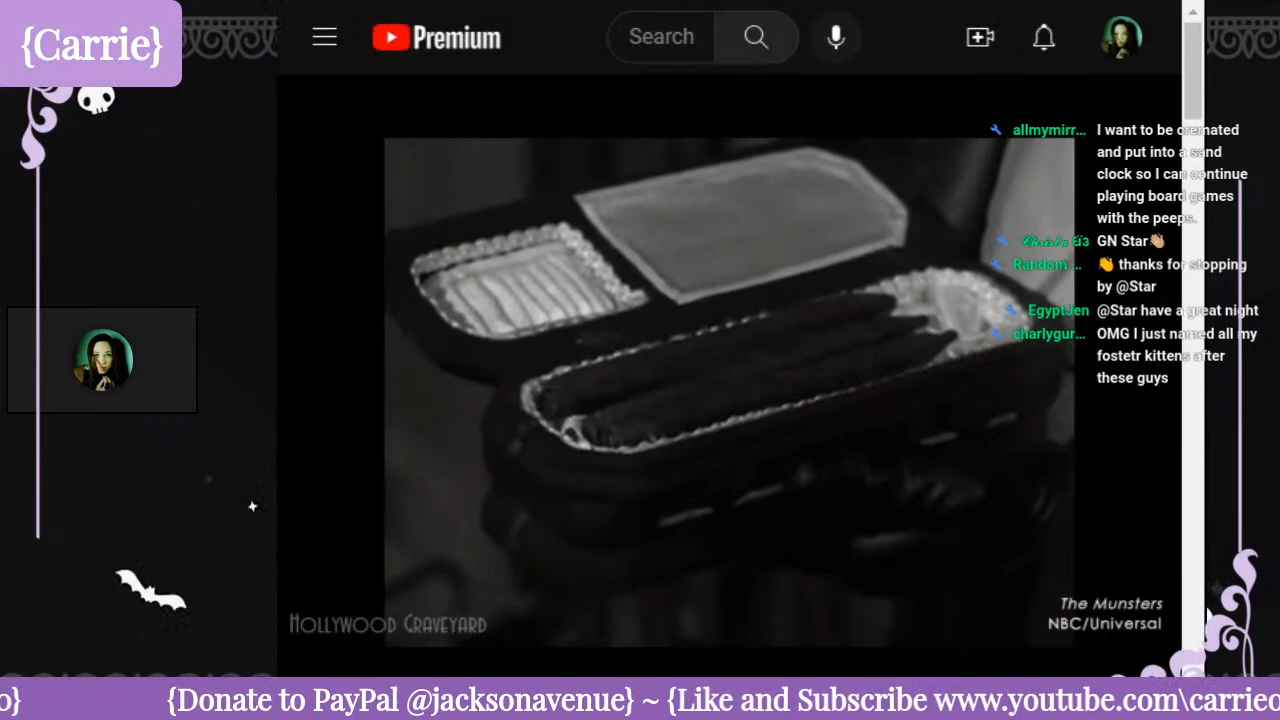 {Carrie}
Premium
Search
allmymirr... I want to be cremated
and put into a sand
clock so I can continue
playing board games
with the peeps.
GN Star👋🏼
Random ... 👋 thanks for stopping
by @Star
EgyptJen @Star have a great night
charlygur... OMG I just named all my
fostetr kittens after
these guys
The Munsters
HOLLYWOOD GRAVEYARD
NBC/Universal
o} {Donate to PayPal @jacksonavenue} ~ {Like and Subscribe www.youtube.com\carrieo